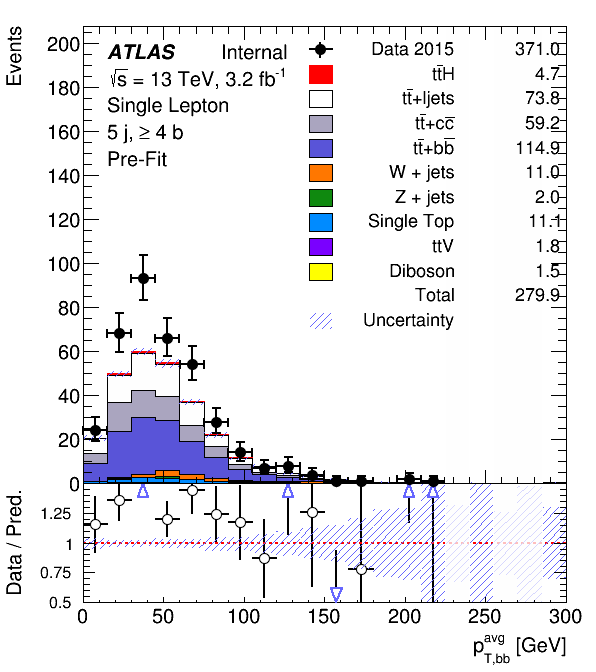 Events
200
180
160
140
120
100
80
60
40
20
0
ATLAS Internal
√s = 13 TeV, 3.2 fb⁻¹
Single Lepton
5 j, ≥ 4 b
Pre-Fit
Data 2015 371.0
tt̄H 4.7
tt̄+ljets 73.8
tt̄+cc̄ 59.2
tt̄+bb̄ 114.9
W + jets 11.0
Z + jets 2.0
Single Top 11.1
ttV 1.8
Diboson 1.5
Total 279.9
Uncertainty
Data / Pred.
1.25
1
0.75
0.5
0 50 100 150 200 250 300
p_{T,bb}^{avg} [GeV]